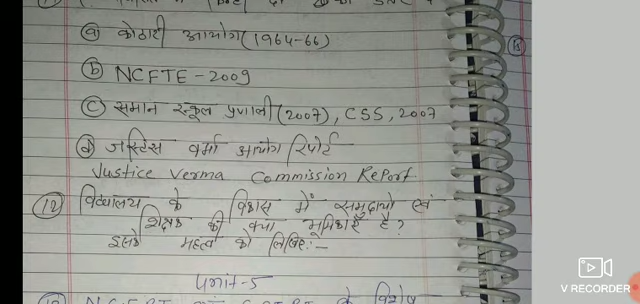 ⓐ कोठारी आयोग (1964-66)
ⓑ NCFTE - 2009
ⓒ समान स्कूल प्रणाली (2007), CSS, 2007
ⓓ जस्टिस वर्मा आयोग रिपोर्ट
Justice Verma Commission Report.
(12) विद्यालय के विकास में समुदायो एवं
शिक्षक की क्या भूमिकाएँ है?
इसके महत्व को लिखिए:-
यूनिट-5
के विशेष
V RECORDER